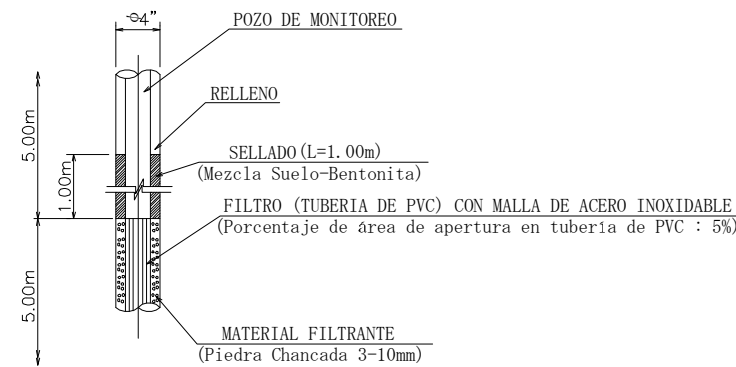 φ4"
POZO DE MONITOREO
RELLENO
5.00m
1.00m
SELLADO(L=1.00m)
(Mezcla Suelo-Bentonita)
FILTRO (TUBERIA DE PVC) CON MALLA DE ACERO INOXIDABLE
(Porcentaje de área de apertura en tubería de PVC : 5%)
5.00m
MATERIAL FILTRANTE
(Piedra Chancada 3-10mm)